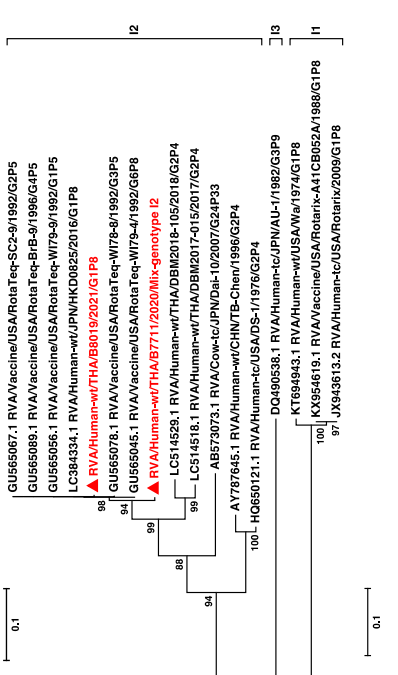 I2
I3
I1
GU565067.1 RVA/Vaccine/USA/RotaTeq-SC2-9/1992/G2P5
GU565089.1 RVA/Vaccine/USA/RotaTeq-BrB-9/1996/G4P5
GU565056.1 RVA/Vaccine/USA/RotaTeq-WI79-9/1992/G1P5
LC384334.1 RVA/Human-wt/JPN/HKD0825/2016/G1P8
RVA/Human-wt/THA/B8019/2021/G1P8
GU565078.1 RVA/Vaccine/USA/RotaTeq-WI78-8/1992/G3P5
GU565045.1 RVA/Vaccine/USA/RotaTeq-WI79-4/1992/G6P8
RVA/Human-wt/THA/B7711/2020/Mix-genotype I2
LC514529.1 RVA/Human-wt/THA/DBM2018-105/2018/G2P4
LC514518.1 RVA/Human-wt/THA/DBM2017-015/2017/G2P4
AB573073.1 RVA/Cow-tc/JPN/Dai-10/2007/G24P33
AY787645.1 RVA/Human-wt/CHN/TB-Chen/1996/G2P4
HQ650121.1 RVA/Human-tc/USA/DS-1/1976/G2P4
DQ490538.1 RVA/Human-tc/JPN/AU-1/1982/G3P9
KT694943.1 RVA/Human-wt/USA/Wa/1974/G1P8
KX954619.1 RVA/Vaccine/USA/Rotarix-A41CB052A/1988/G1P8
JX943613.2 RVA/Human-tc/USA/Rotarix/2009/G1P8
98
94
99
99
88
100
94
100
97
0.1
0.1